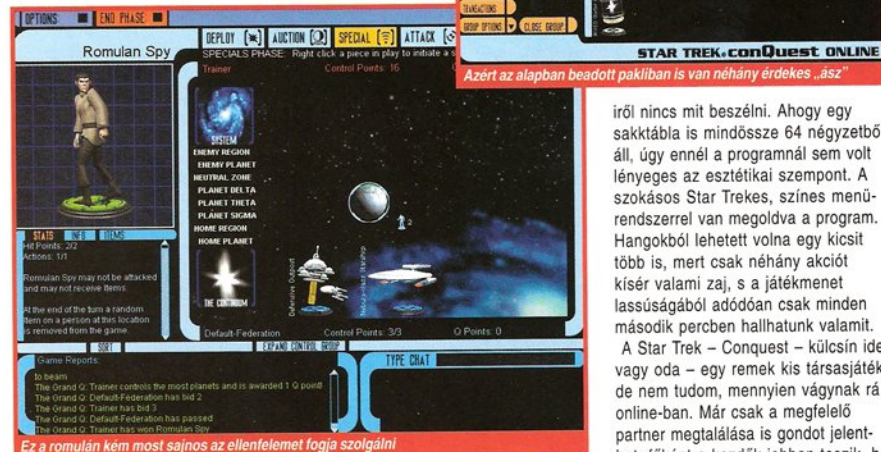 OPTIONS END PHASE
Romulan Spy
DEPLOY AUCTION SPECIAL ATTACK
SPECIALS PHASE: Right click a piece in play to initiate a s
Trainer Control Points: 16
SYSTEM
ENEMY REGION
ENEMY PLANET
NEUTRAL ZONE
PLANET DELTA
PLANET THETA
PLANET SIGMA
HOME REGION
HOME PLANET
THE CONTINUUM
2
Defensive Outpost
Starship
Default-Federation Control Points: 3/3 Q Points: 0
STATS INFO ITEMS
Hit Points: 2/2
Actions: 1/1
Romulan Spy may not be attacked
and may not receive Items.
At the end of the turn a random
Item on a person at this location
is removed from the game.
SORT EXPAND CONTROL GROUP
Game Reports: TYPE CHAT
to beam
The Grand Q: Trainer controls the most planets and is awarded 1 Q point!
The Grand Q: Default-Federation has bid 2
The Grand Q: Trainer has bid 3
The Grand Q: Default-Federation has passed
The Grand Q: Trainer has won Romulan Spy
Ez a romulán kém most sajnos az ellenfelemet fogja szolgálni
TRANSACTIONS
GROUP OPTIONS CLOSE GROUP
STAR TREK: conQuest ONLINE
Azért az alapban beadott pakliban is van néhány érdekes „ász”
iről nincs mit beszélni. Ahogy egy
sakktábla is mindössze 64 négyzetbő
áll, úgy ennél a programnál sem volt
lényeges az esztétikai szempont. A
szokásos Star Trekes, színes menü-
rendszerrel van megoldva a program.
Hangokból lehetett volna egy kicsit
több is, mert csak néhány akciót
kísér valami zaj, s a játékmenet
lassúságából adódóan csak minden
második percben hallhatunk valamit.
A Star Trek – Conquest – külcsín ide
vagy oda – egy remek kis társasjáték
de nem tudom, mennyien vágynak rá
online-ban. Már csak a megfelelő
partner megtalálása is gondot jelent-